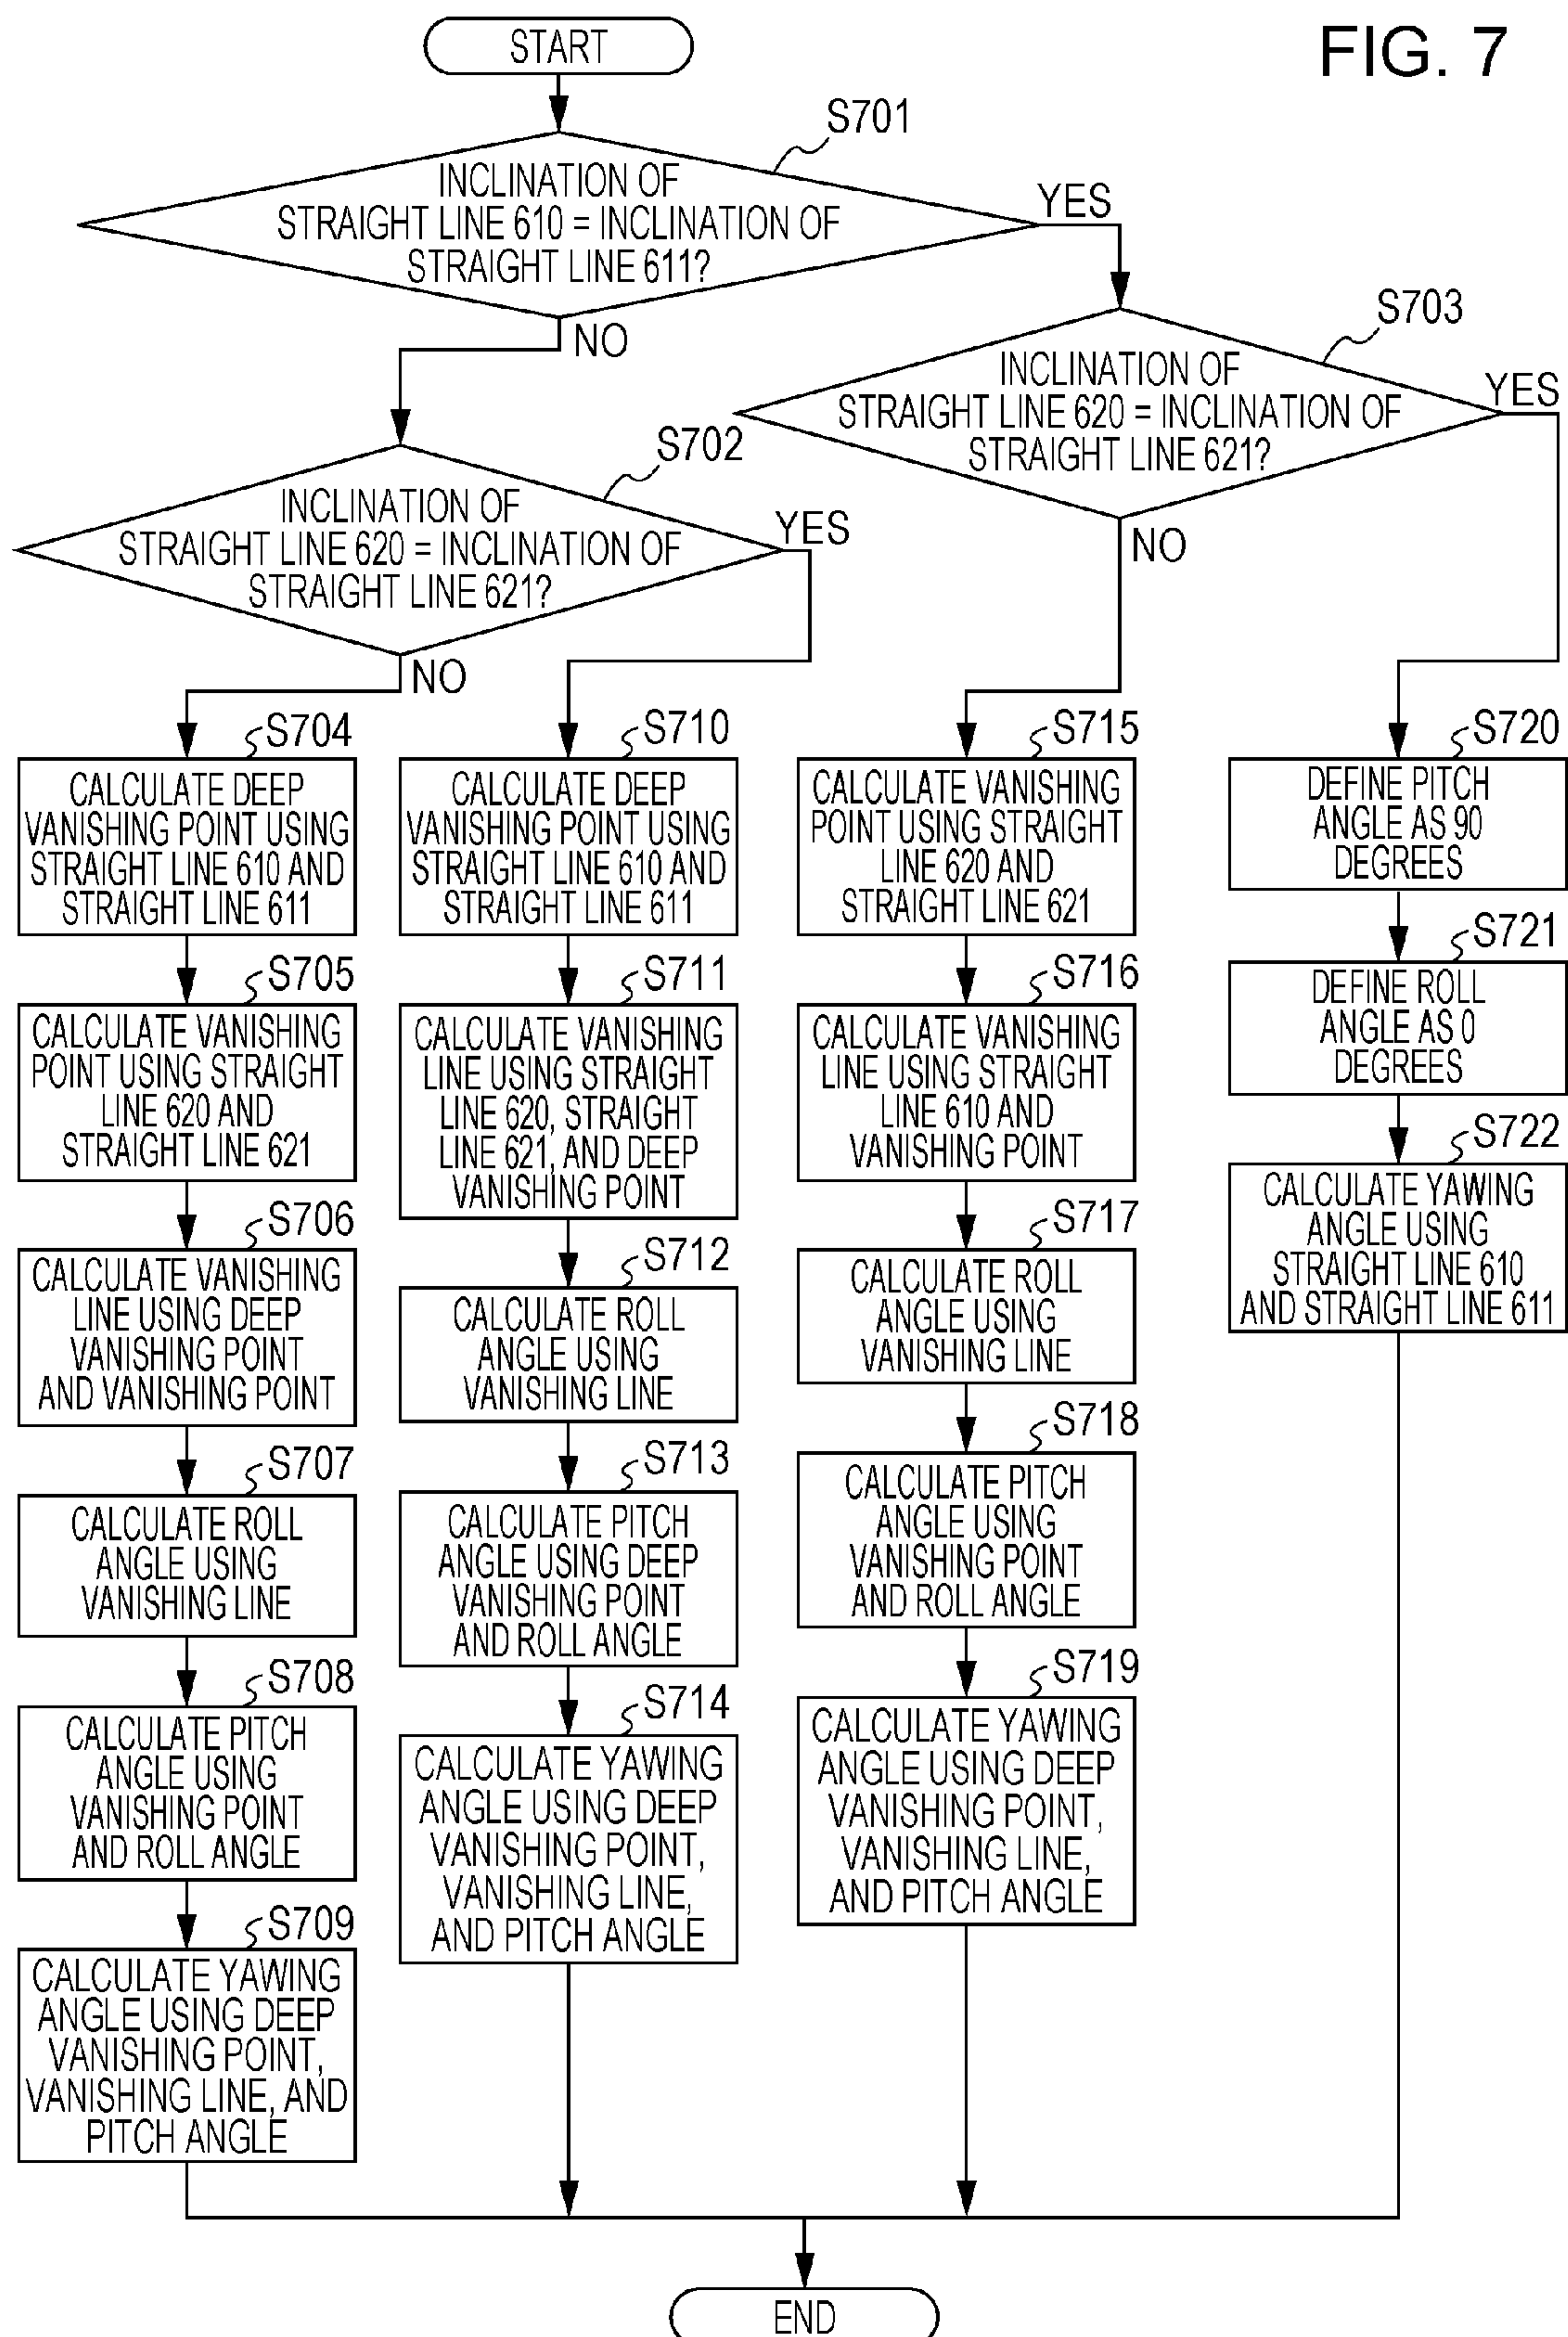 FIG. 7
START
S701
INCLINATION OF
STRAIGHT LINE 610 = INCLINATION OF
STRAIGHT LINE 611?
YES
NO
S703
INCLINATION OF
STRAIGHT LINE 620 = INCLINATION OF
STRAIGHT LINE 621?
YES
NO
S702
INCLINATION OF
STRAIGHT LINE 620 = INCLINATION OF
STRAIGHT LINE 621?
YES
NO
S704
CALCULATE DEEP
VANISHING POINT USING
STRAIGHT LINE 610 AND
STRAIGHT LINE 611
S705
CALCULATE VANISHING
POINT USING STRAIGHT
LINE 620 AND
STRAIGHT LINE 621
S706
CALCULATE VANISHING
LINE USING DEEP
VANISHING POINT
AND VANISHING POINT
S707
CALCULATE ROLL
ANGLE USING
VANISHING LINE
S708
CALCULATE PITCH
ANGLE USING
VANISHING POINT
AND ROLL ANGLE
S709
CALCULATE YAWING
ANGLE USING DEEP
VANISHING POINT,
VANISHING LINE, AND
PITCH ANGLE
S710
CALCULATE DEEP
VANISHING POINT USING
STRAIGHT LINE 610 AND
STRAIGHT LINE 611
S711
CALCULATE VANISHING
LINE USING STRAIGHT
LINE 620, STRAIGHT
LINE 621, AND DEEP
VANISHING POINT
S712
CALCULATE ROLL
ANGLE USING
VANISHING LINE
S713
CALCULATE PITCH
ANGLE USING DEEP
VANISHING POINT
AND ROLL ANGLE
S714
CALCULATE YAWING
ANGLE USING DEEP
VANISHING POINT,
VANISHING LINE,
AND PITCH ANGLE
S715
CALCULATE VANISHING
POINT USING STRAIGHT
LINE 620 AND
STRAIGHT LINE 621
S716
CALCULATE VANISHING
LINE USING STRAIGHT
LINE 610 AND
VANISHING POINT
S717
CALCULATE ROLL
ANGLE USING
VANISHING LINE
S718
CALCULATE PITCH
ANGLE USING
VANISHING POINT
AND ROLL ANGLE
S719
CALCULATE YAWING
ANGLE USING DEEP
VANISHING POINT,
VANISHING LINE,
AND PITCH ANGLE
S720
DEFINE PITCH
ANGLE AS 90
DEGREES
S721
DEFINE ROLL
ANGLE AS 0
DEGREES
S722
CALCULATE YAWING
ANGLE USING
STRAIGHT LINE 610
AND STRAIGHT LINE 611
END